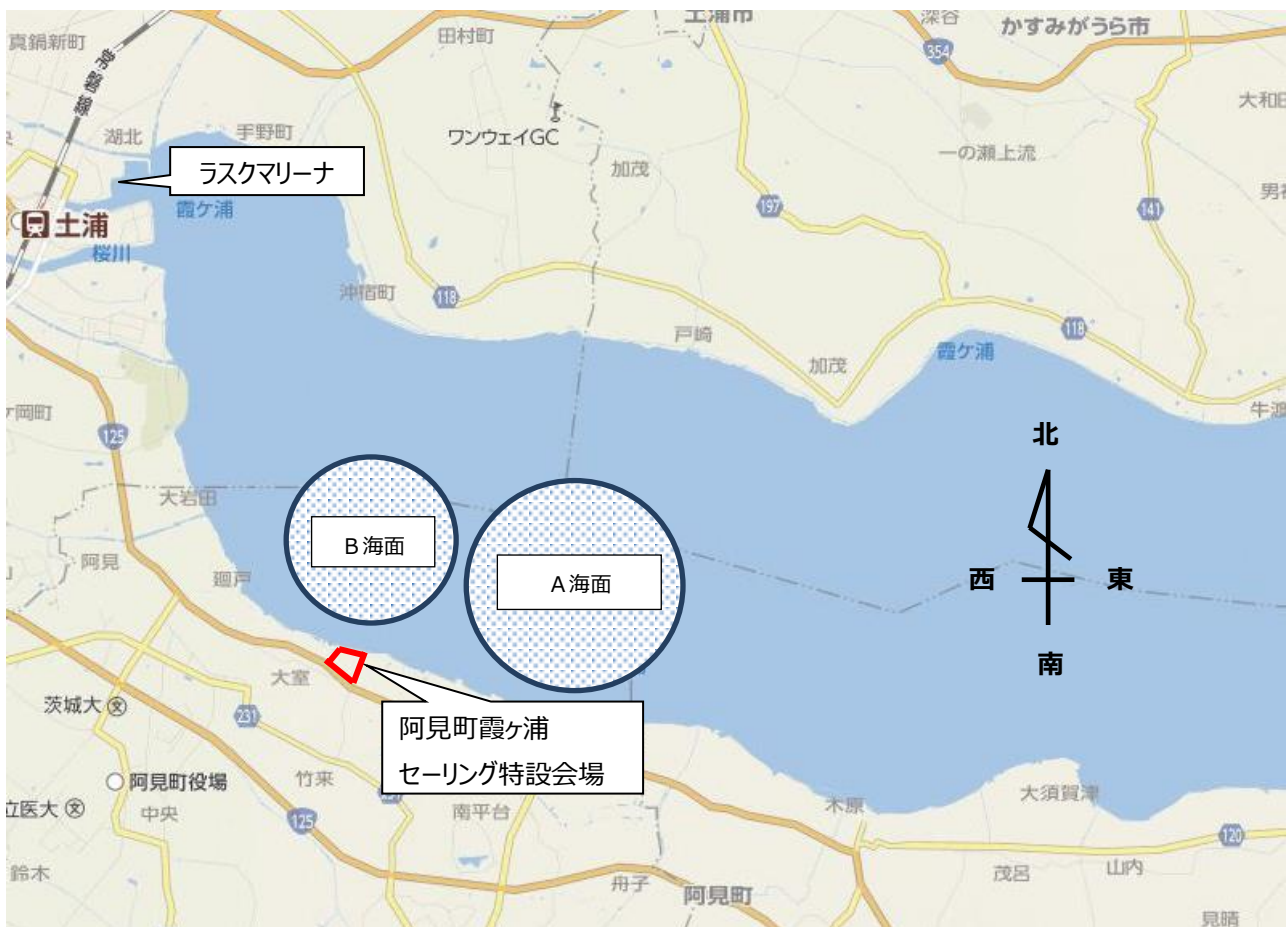 土浦市
深谷
かすみがうら市
真鍋新町
田村町
354
常磐線
大和田
湖北
手野町
ワンウェイGC
一の瀬上流
ラスクマリーナ
加茂
男
霞ケ浦
197
141
土浦
桜川
沖宿町
118
戸崎
118
加茂
霞ケ浦
牛渡
ケ岡町
125
北
大岩田
B海面
阿見
A海面
廻戸
西
東
大室
南
茨城大
231
阿見町霞ヶ浦
セーリング特設会場
阿見町役場
竹来
大須賀津
立医大
中央
125
南平台
木原
120
鈴木
舟子
茂呂
山内
阿見町
見晴